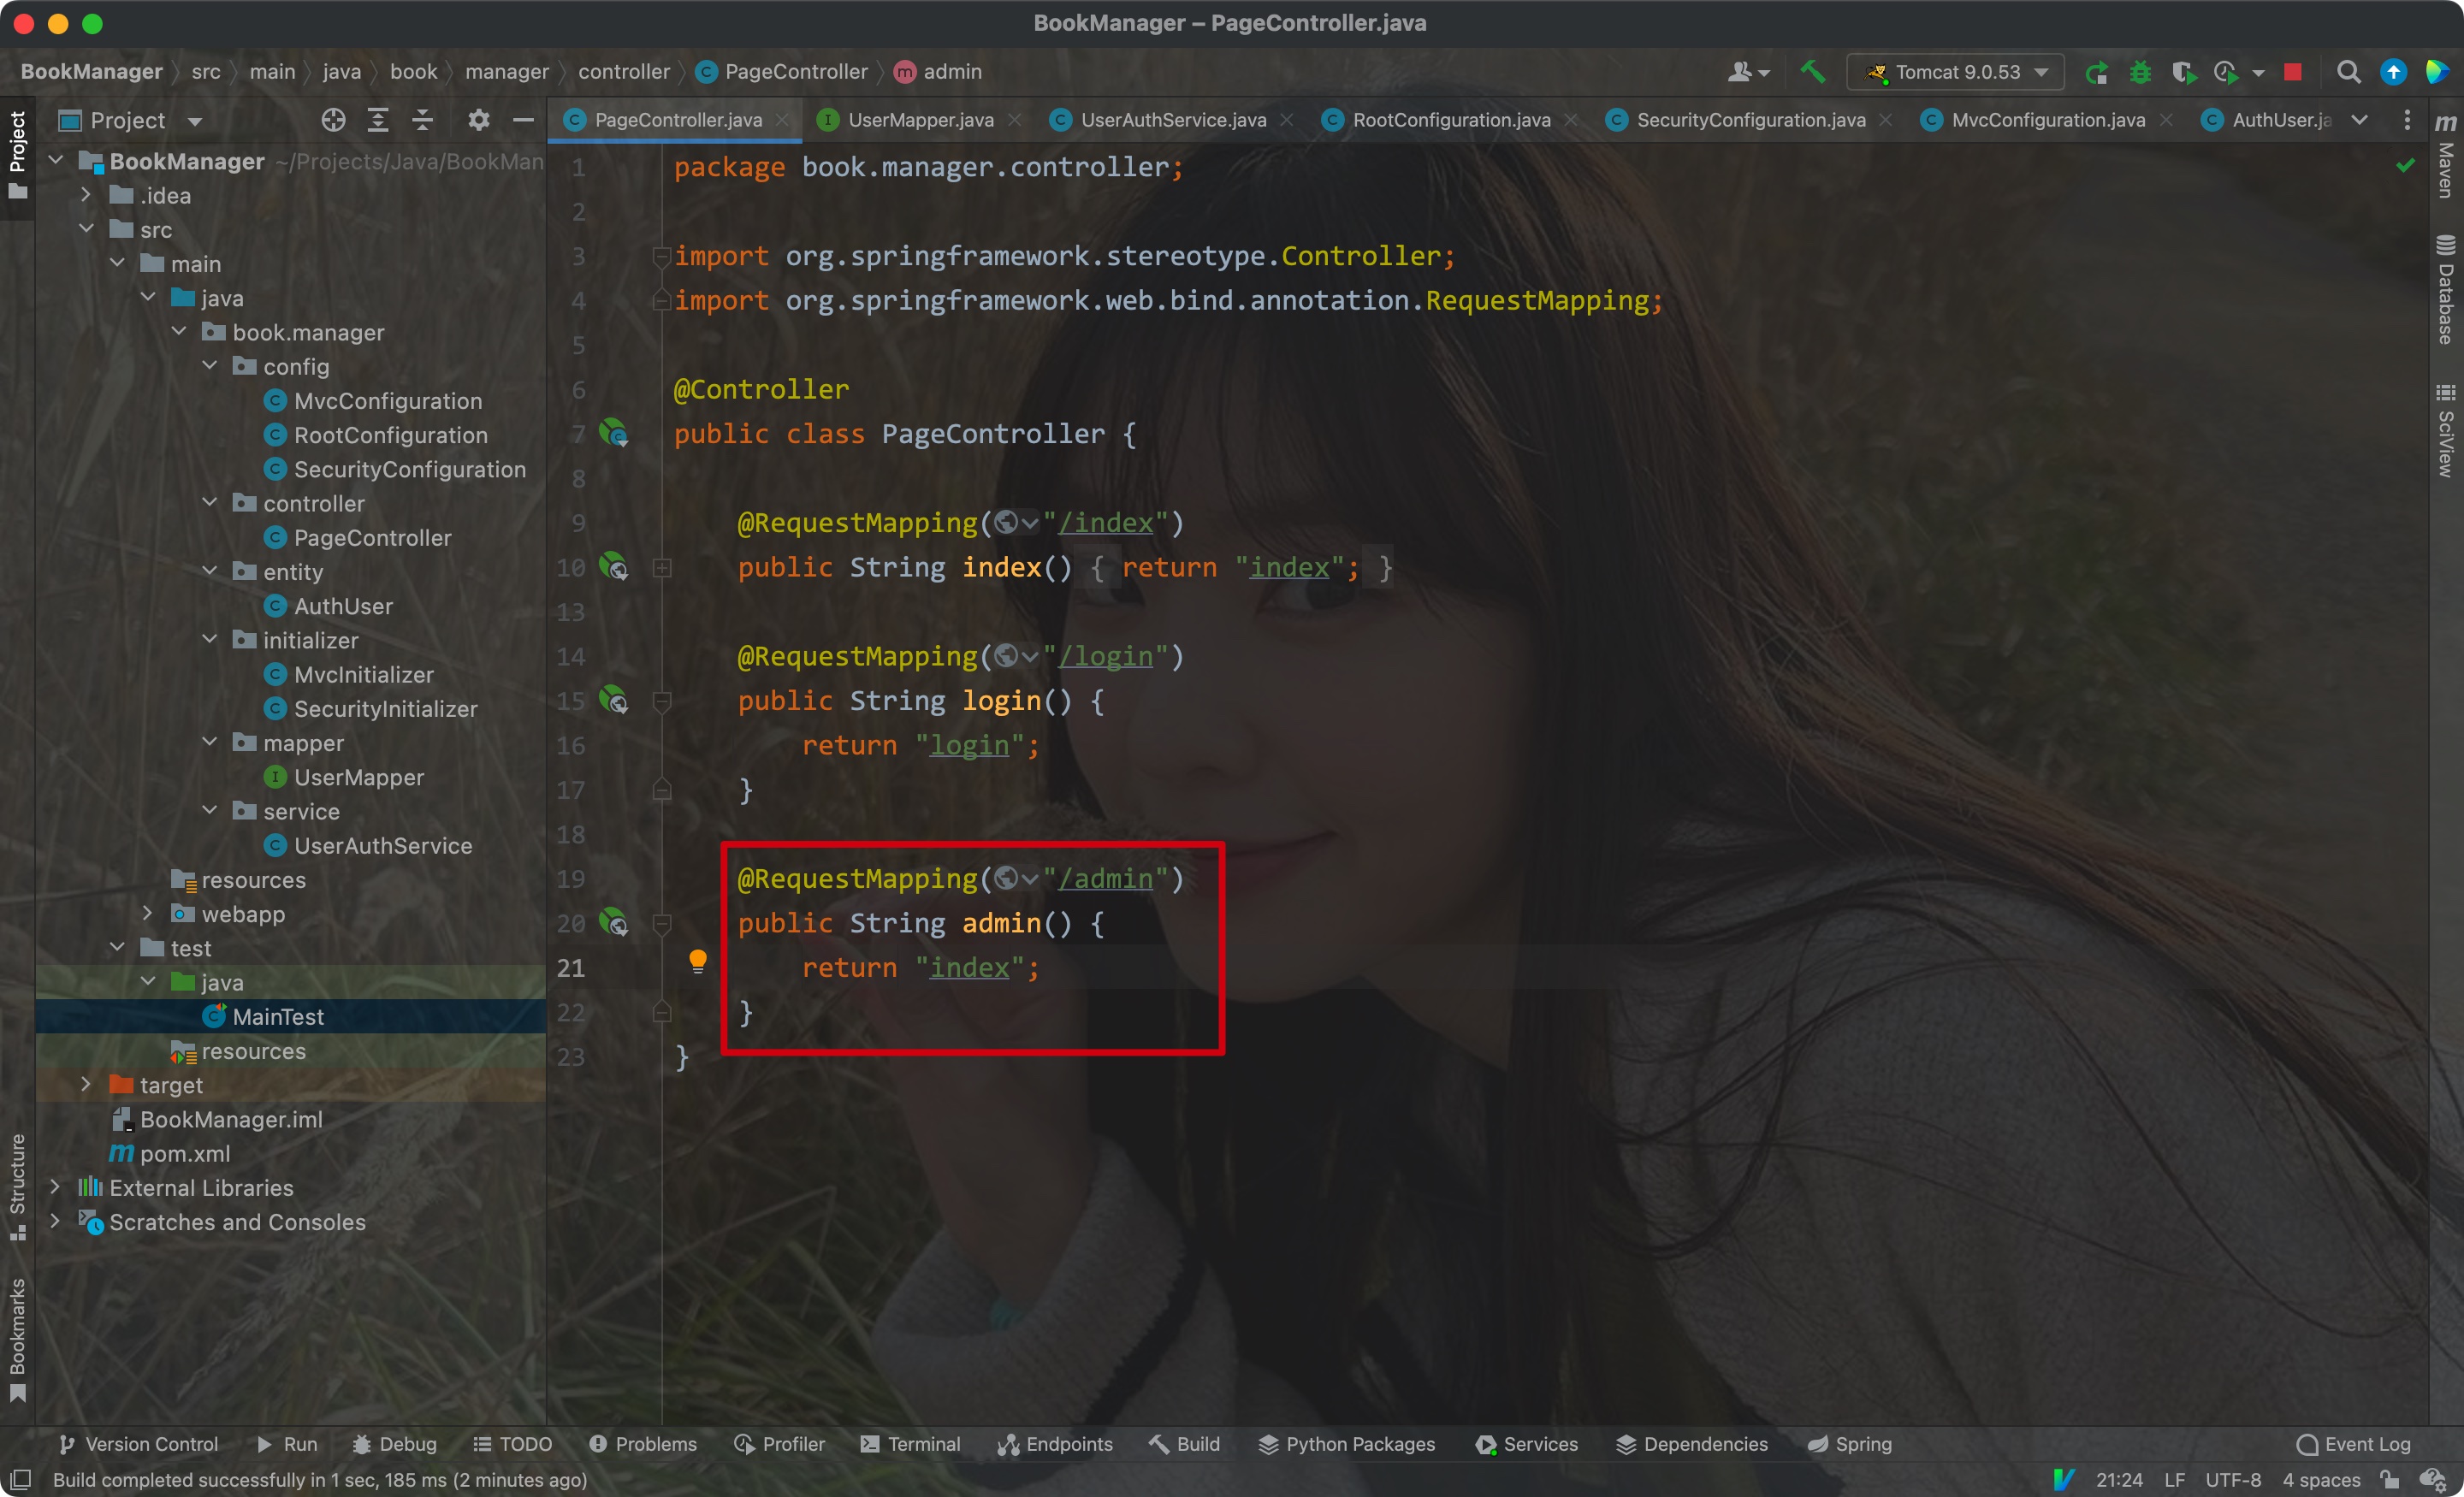 BookManager – PageController.java
BookManager src main java book manager controller PageController admin
Tomcat 9.0.53
Project
PageController.java UserMapper.java UserAuthService.java RootConfiguration.java SecurityConfiguration.java MvcConfiguration.java AuthUser.ja
Project
Structure
Bookmarks
BookManager ~/Projects/Java/BookMan
.idea
src
main
java
book.manager
config
MvcConfiguration
RootConfiguration
SecurityConfiguration
controller
PageController
entity
AuthUser
initializer
MvcInitializer
SecurityInitializer
mapper
UserMapper
service
UserAuthService
resources
webapp
test
java
MainTest
resources
target
BookManager.iml
pom.xml
External Libraries
Scratches and Consoles
1 package book.manager.controller;
2
3 import org.springframework.stereotype.Controller;
4 import org.springframework.web.bind.annotation.RequestMapping;
5
6 @Controller
7 public class PageController {
8
9 @RequestMapping("/index")
10 public String index() { return "index"; }
13
14 @RequestMapping("/login")
15 public String login() {
16 return "login";
17 }
18
19 @RequestMapping("/admin")
20 public String admin() {
21 return "index";
22 }
23 }
Maven
Database
SciView
Version Control Run Debug TODO Problems Profiler Terminal Endpoints Build Python Packages Services Dependencies Spring Event Log
Build completed successfully in 1 sec, 185 ms (2 minutes ago) 21:24 LF UTF-8 4 spaces